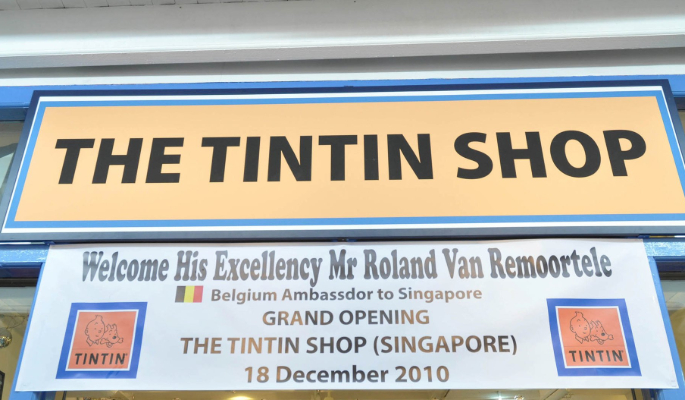 THE TINTIN SHOP
Welcome His Excellency Mr Roland Van Remoortele
Belgium Ambassdor to Singapore
GRAND OPENING
THE TINTIN SHOP (SINGAPORE)
18 December 2010
TINTIN
TINTIN